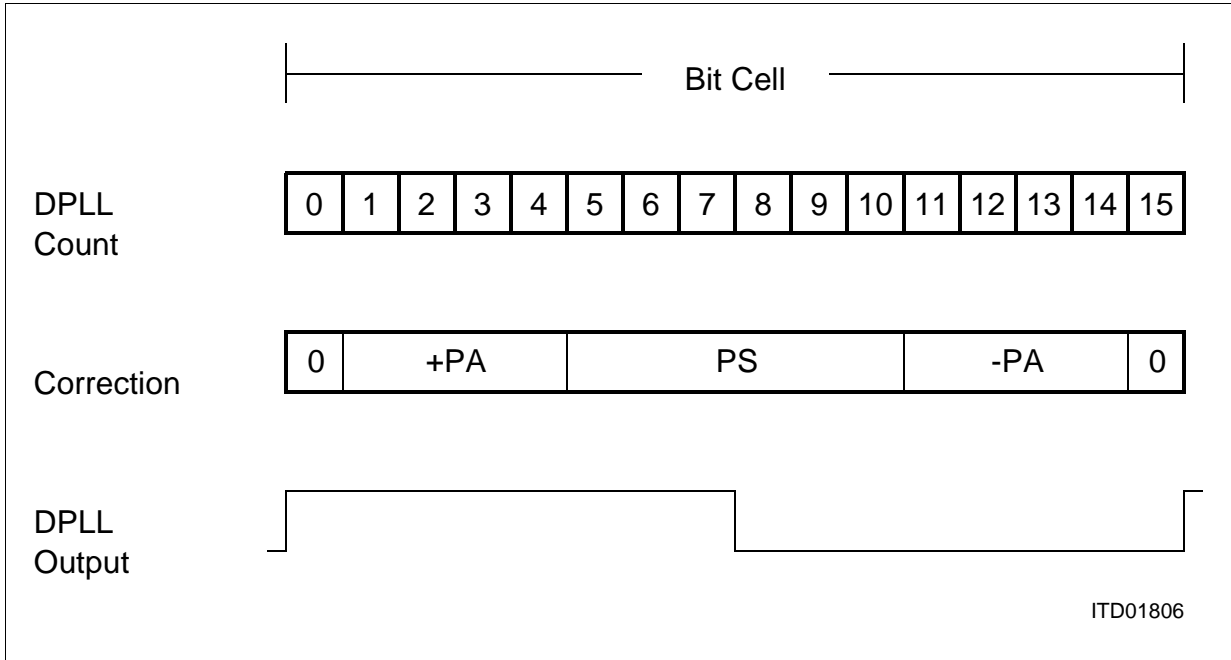 Bit Cell
DPLL
Count
0 1 2 3 4 5 6 7 8 9 10 11 12 13 14 15
Correction
0 +PA PS -PA 0
DPLL
Output
ITD01806